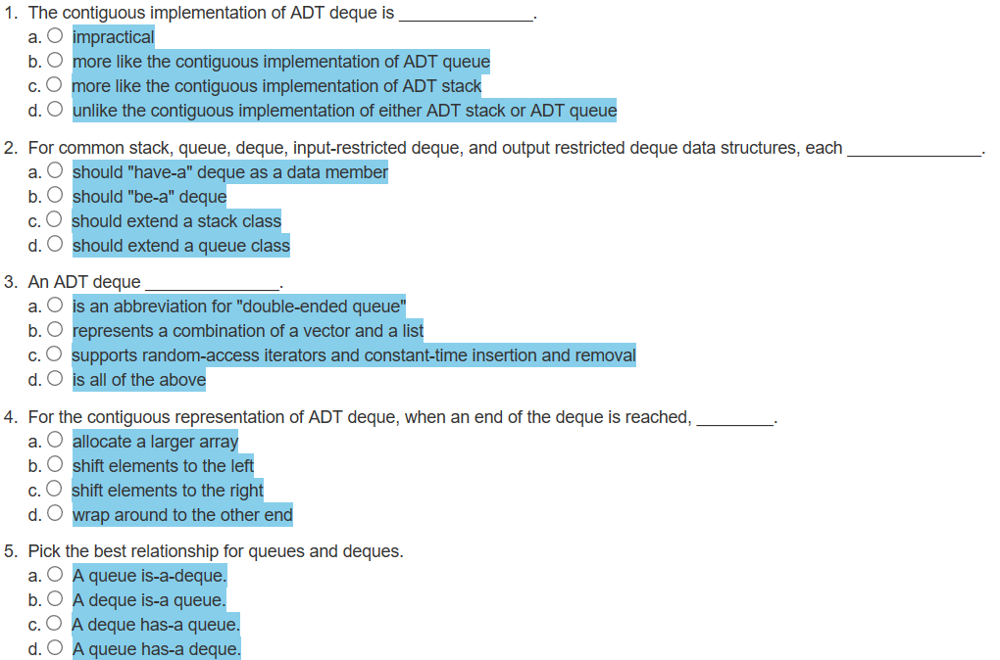 1. The contiguous implementation of ADT deque is ______________.
a. impractical
b. more like the contiguous implementation of ADT queue
c. more like the contiguous implementation of ADT stack
d. unlike the contiguous implementation of either ADT stack or ADT queue
2. For common stack, queue, deque, input-restricted deque, and output restricted deque data structures, each ______________.
a. should "have-a" deque as a data member
b. should "be-a" deque
c. should extend a stack class
d. should extend a queue class
3. An ADT deque ______________.
a. is an abbreviation for "double-ended queue"
b. represents a combination of a vector and a list
c. supports random-access iterators and constant-time insertion and removal
d. is all of the above
4. For the contiguous representation of ADT deque, when an end of the deque is reached, ________.
a. allocate a larger array
b. shift elements to the left
c. shift elements to the right
d. wrap around to the other end
5. Pick the best relationship for queues and deques.
a. A queue is-a-deque.
b. A deque is-a queue.
c. A deque has-a queue.
d. A queue has-a deque.